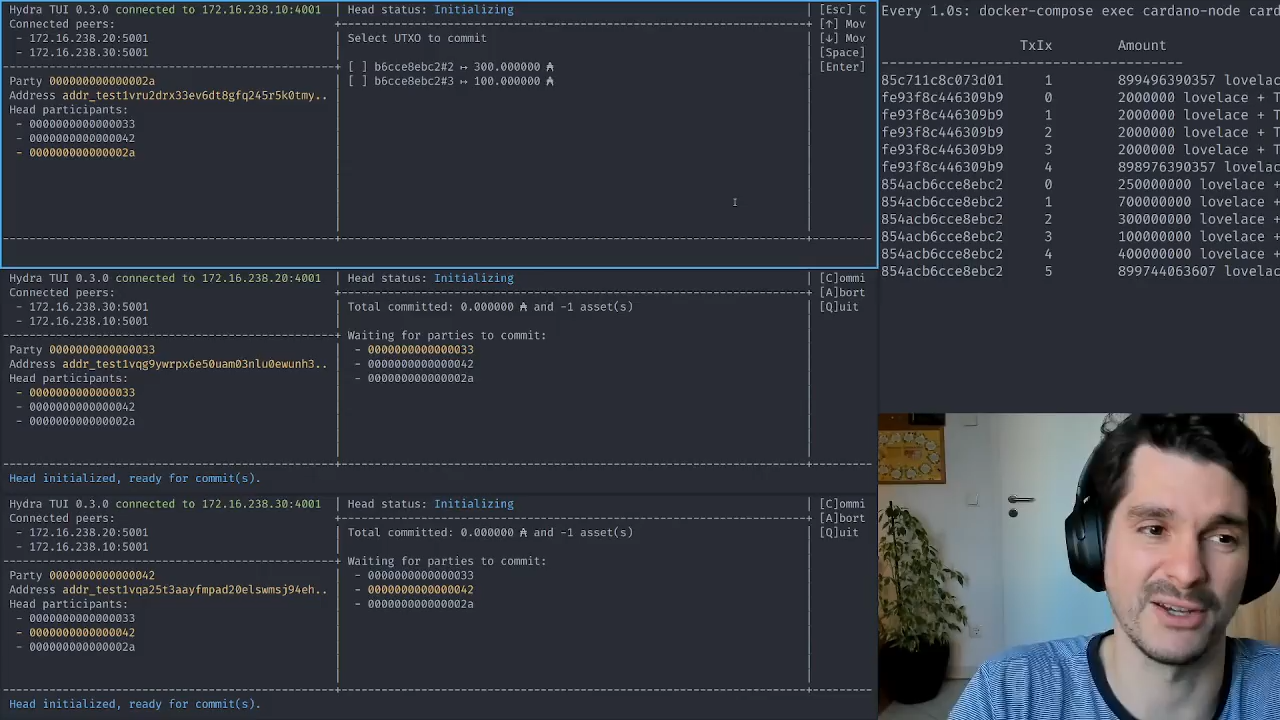 Hydra TUI 0.3.0 connected to 172.16.238.10:4001
Connected peers:
- 172.16.238.20:5001
- 172.16.238.30:5001
Party 000000000000002a
Address addr_test1vru2drx33ev6dt8gfq245r5k0tmy..
Head participants:
- 0000000000000033
- 0000000000000042
- 000000000000002a
Head status: Initializing
Select UTXO to commit
[ ] b6cce8ebc2#2 ↦ 300.000000 ₳
[ ] b6cce8ebc2#3 ↦ 100.000000 ₳
[Esc] C
[↑] Mov
[↓] Mov
[Space]
[Enter]
Hydra TUI 0.3.0 connected to 172.16.238.20:4001
Connected peers:
- 172.16.238.30:5001
- 172.16.238.10:5001
Party 0000000000000033
Address addr_test1vqg9ywrpx6e50uam03nlu0ewunh3..
Head participants:
- 0000000000000033
- 0000000000000042
- 000000000000002a
Head status: Initializing
Total committed: 0.000000 ₳ and -1 asset(s)
Waiting for parties to commit:
- 0000000000000033
- 0000000000000042
- 000000000000002a
[C]ommi
[A]bort
[Q]uit
Head initialized, ready for commit(s).
Hydra TUI 0.3.0 connected to 172.16.238.30:4001
Connected peers:
- 172.16.238.20:5001
- 172.16.238.10:5001
Party 0000000000000042
Address addr_test1vqa25t3aayfmpad20elswmsj94eh..
Head participants:
- 0000000000000033
- 0000000000000042
- 000000000000002a
Head status: Initializing
Total committed: 0.000000 ₳ and -1 asset(s)
Waiting for parties to commit:
- 0000000000000033
- 0000000000000042
- 000000000000002a
[C]ommi
[A]bort
[Q]uit
Head initialized, ready for commit(s).
Every 1.0s: docker-compose exec cardano-node card
TxIx Amount
85c711c8c073d01 1 899496390357 lovelac
fe93f8c446309b9 0 2000000 lovelace + T
fe93f8c446309b9 1 2000000 lovelace + T
fe93f8c446309b9 2 2000000 lovelace + T
fe93f8c446309b9 3 2000000 lovelace + T
fe93f8c446309b9 4 898976390357 lovelac
854acb6cce8ebc2 0 250000000 lovelace +
854acb6cce8ebc2 1 700000000 lovelace +
854acb6cce8ebc2 2 300000000 lovelace +
854acb6cce8ebc2 3 100000000 lovelace +
854acb6cce8ebc2 4 400000000 lovelace +
854acb6cce8ebc2 5 899744063607 lovelac